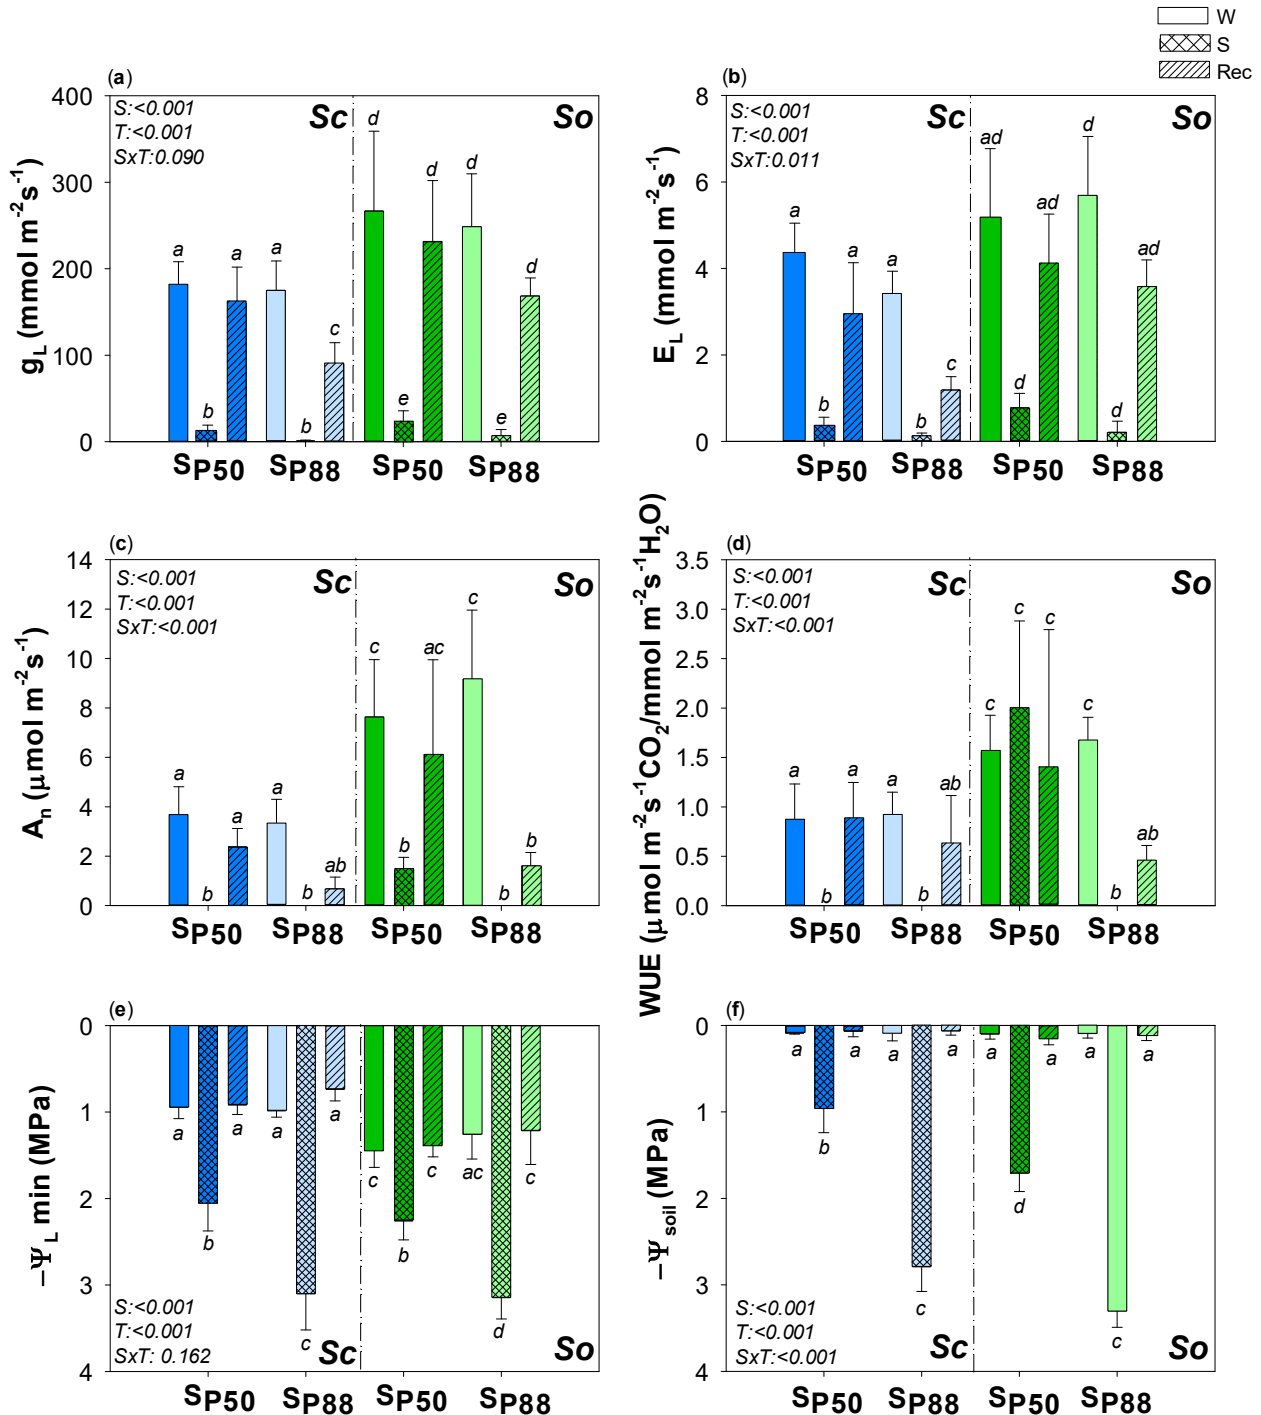 W
S
Rec
(a)
S:<0.001
T:<0.001
SxT:0.090
Sc
So
g_L (mmol m⁻²s⁻¹)
400
300
200
100
0
a
b
a
a
b
c
d
e
d
d
e
d
SP50
SP88
SP50
SP88
(b)
S:<0.001
T:<0.001
SxT:0.011
Sc
So
E_L (mmol m⁻²s⁻¹)
8
6
4
2
0
a
b
a
a
b
c
ad
d
ad
d
d
ad
SP50
SP88
SP50
SP88
(c)
S:<0.001
T:<0.001
SxT:<0.001
Sc
So
A_n (μmol m⁻²s⁻¹)
14
12
10
8
6
4
2
0
a
b
a
a
b
ab
c
b
ac
c
b
b
SP50
SP88
SP50
SP88
(d)
S:<0.001
T:<0.001
SxT:<0.001
Sc
So
WUE (μmol m⁻²s⁻¹CO₂/mmol m⁻²s⁻¹H₂O)
3.5
3.0
2.5
2.0
1.5
1.0
0.5
0.0
a
b
a
a
b
ab
c
c
c
c
b
ab
SP50
SP88
SP50
SP88
(e)
−Ψ_L min (MPa)
0
1
2
3
4
a
b
a
a
c
a
c
b
c
ac
d
c
S:<0.001
T:<0.001
SxT: 0.162
Sc
So
SP50
SP88
SP50
SP88
(f)
−Ψ_soil (MPa)
0
1
2
3
4
a
b
a
a
c
a
a
d
a
a
c
a
S:<0.001
T:<0.001
SxT:<0.001
Sc
So
SP50
SP88
SP50
SP88